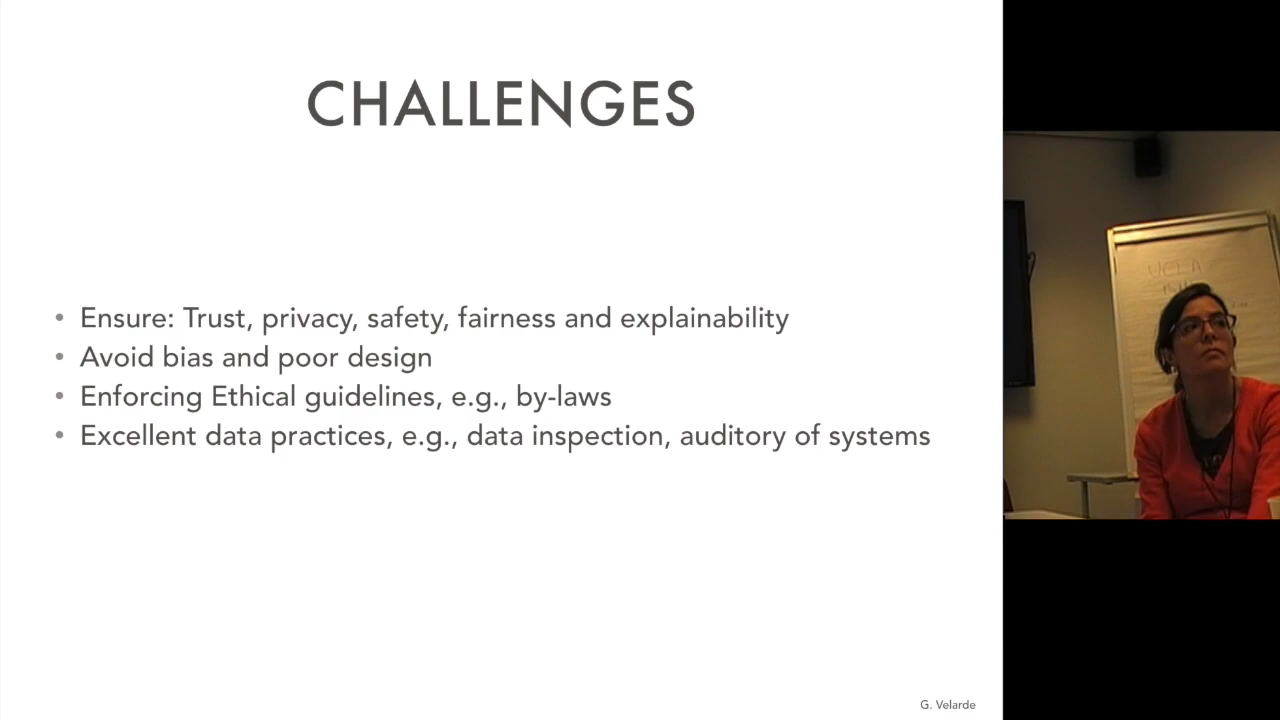 CHALLENGES
• Ensure: Trust, privacy, safety, fairness and explainability
• Avoid bias and poor design
• Enforcing Ethical guidelines, e.g., by-laws
• Excellent data practices, e.g., data inspection, auditory of systems
G. Velarde